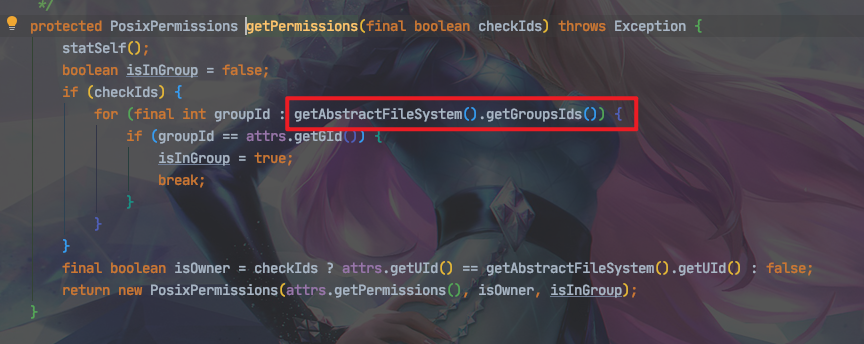 */
protected PosixPermissions getPermissions(final boolean checkIds) throws Exception {
statSelf();
boolean isInGroup = false;
if (checkIds) {
for (final int groupId : getAbstractFileSystem().getGroupsIds()) {
if (groupId == attrs.getGId()) {
isInGroup = true;
break;
}
}
}
final boolean isOwner = checkIds ? attrs.getUId() == getAbstractFileSystem().getUId() : false;
return new PosixPermissions(attrs.getPermissions(), isOwner, isInGroup);
}